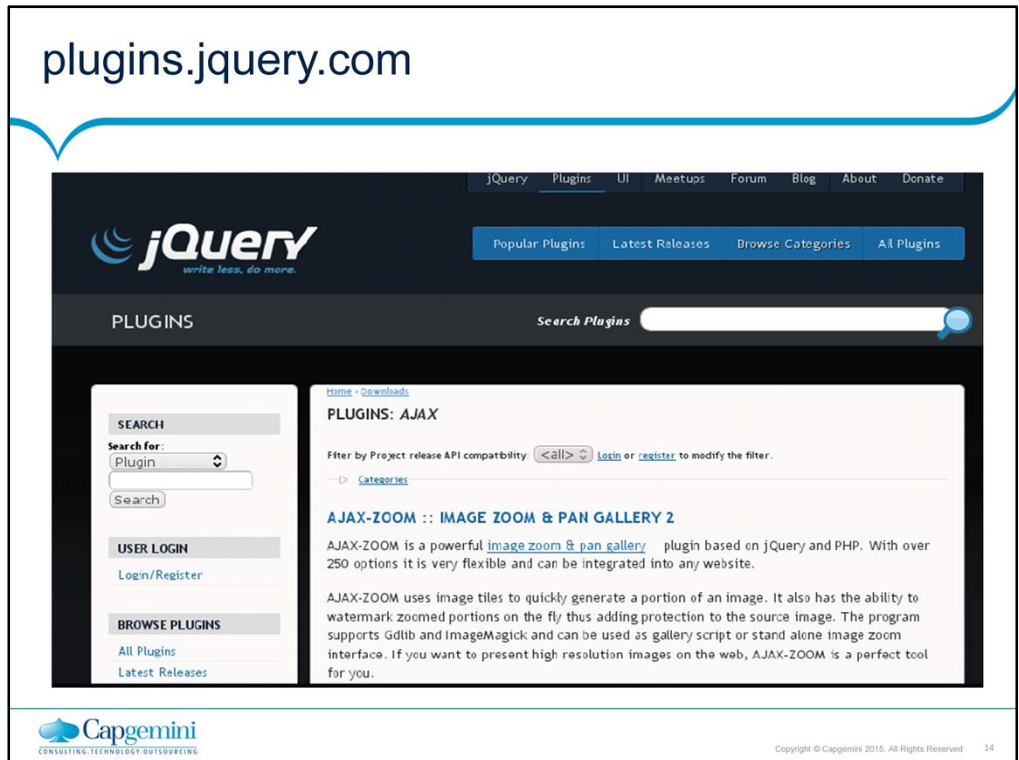 plugins.jquery.com
jQuery Plugins UI Meetups Forum Blog About Donate
jQuery
write less, do more.
Popular Plugins Latest Releases Browse Categories All Plugins
PLUGINS
Search Plugins
SEARCH
Search for:
Plugin
Search
USER LOGIN
Login/Register
BROWSE PLUGINS
All Plugins
Latest Releases
Home › Downloads
PLUGINS: AJAX
Filter by Project release API compatibility: <all> Login or register to modify the filter.
Categories
AJAX-ZOOM :: IMAGE ZOOM & PAN GALLERY 2
AJAX-ZOOM is a powerful image zoom & pan gallery plugin based on jQuery and PHP. With over
250 options it is very flexible and can be integrated into any website.
AJAX-ZOOM uses image tiles to quickly generate a portion of an image. It also has the ability to
watermark zoomed portions on the fly thus adding protection to the source image. The program
supports Gdlib and ImageMagick and can be used as gallery script or stand alone image zoom
interface. If you want to present high resolution images on the web, AJAX-ZOOM is a perfect tool
for you.
Capgemini
CONSULTING.TECHNOLOGY.OUTSOURCING
Copyright © Capgemini 2015. All Rights Reserved 14